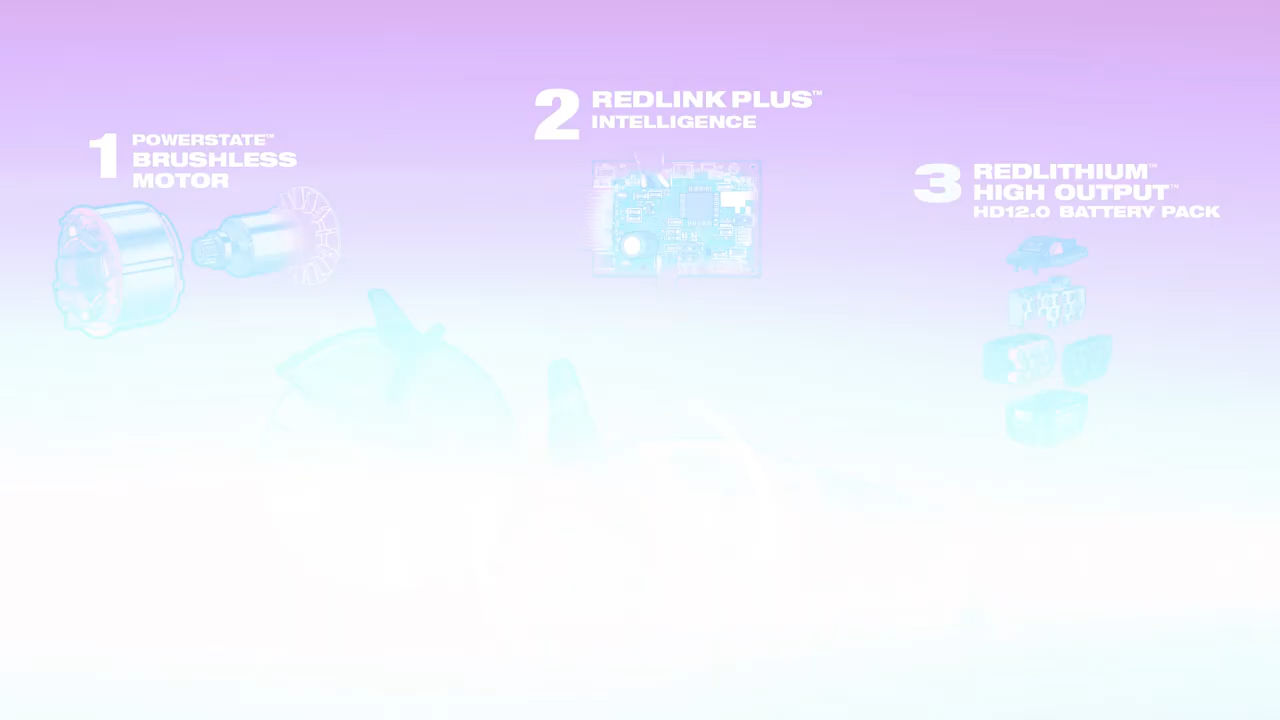 1
POWERSTATE™
BRUSHLESS
MOTOR
2
REDLINK PLUS™
INTELLIGENCE
3
REDLITHIUM™
HIGH OUTPUT™
HD12.0 BATTERY PACK